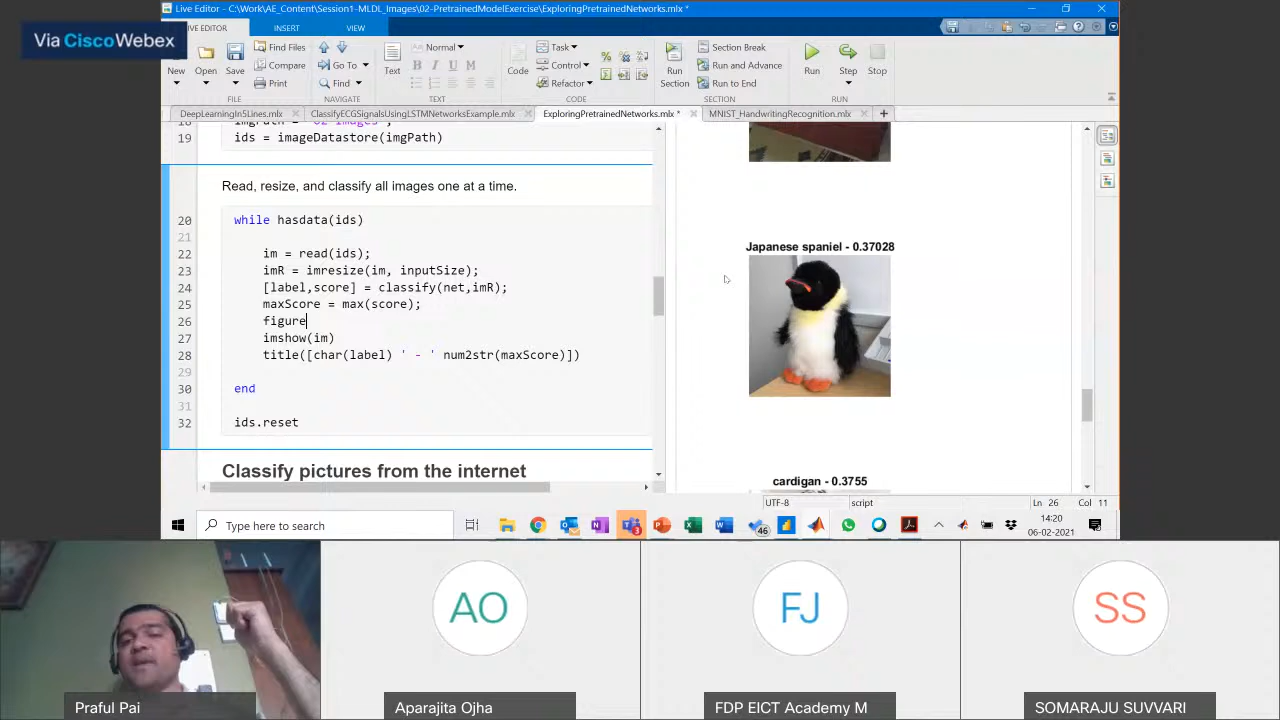 Live Editor - C:\Work\AE_Content\Session1-MLDL_Images\02-PretrainedModelExercise\ExploringPretrainedNetworks.mlx *
Via Cisco Webex
LIVE EDITOR
INSERT
VIEW
New
Open
Save
Find Files
Compare
Print
FILE
Go To
Find
NAVIGATE
Text
Normal
B I U M
TEXT
Code
Task
Control
Refactor
CODE
Run
Section
Section Break
Run and Advance
Run to End
SECTION
Run
Step
Stop
RUN
DeepLearningIn5Lines.mlx
ClassifyECGSignalsUsingLSTMNetworksExample.mlx
ExploringPretrainedNetworks.mlx *
MNIST_HandwritingRecognition.mlx
19 ids = imageDatastore(imgPath)
Read, resize, and classify all images one at a time.
20 while hasdata(ids)
21
22 im = read(ids);
23 imR = imresize(im, inputSize);
24 [label,score] = classify(net,imR);
25 maxScore = max(score);
26 figure
27 imshow(im)
28 title([char(label) ' - ' num2str(maxScore)])
29
30 end
31
32 ids.reset
Classify pictures from the internet
Japanese spaniel - 0.37028
cardigan - 0.3755
UTF-8
script
Ln 26
Col 11
Type here to search
46
14:20
06-02-2021
AO
FJ
SS
Praful Pai
Aparajita Ojha
FDP EICT Academy M
SOMARAJU SUVVARI